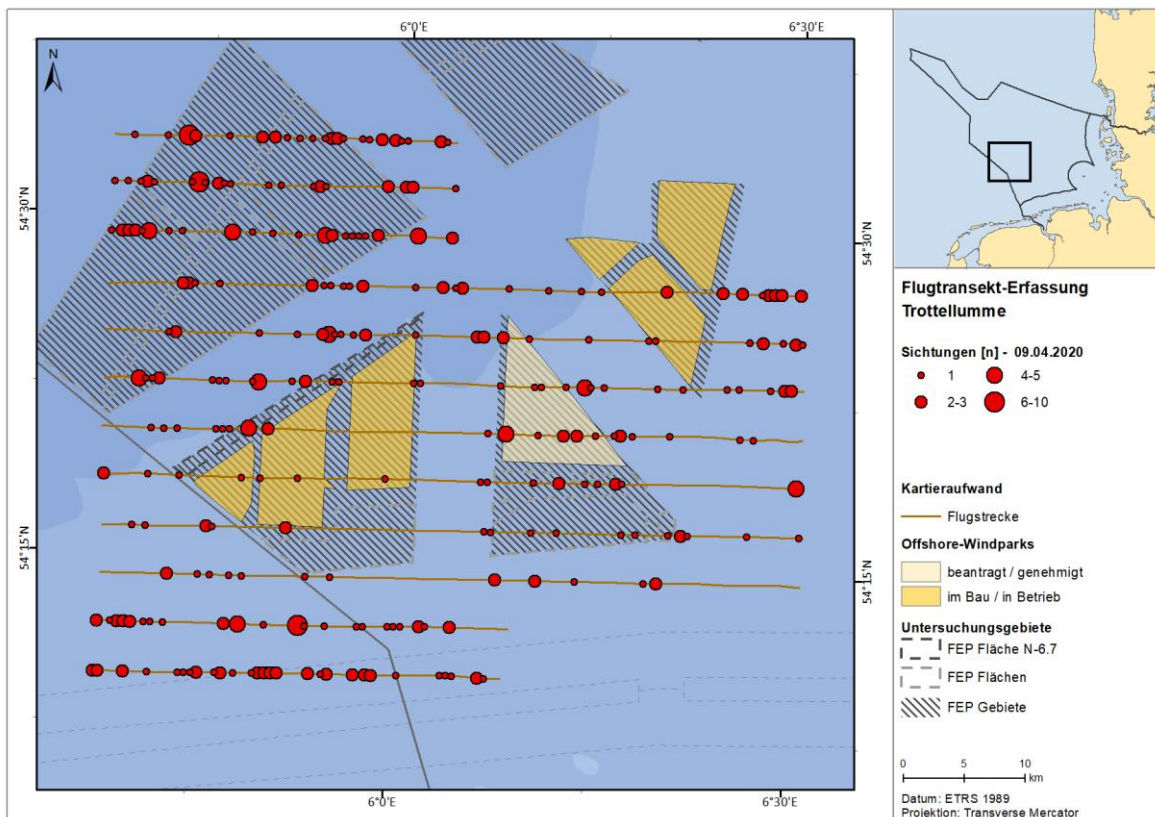 6°0'E
6°30'E
N
54°30'N
54°30'N
54°15'N
54°15'N
6°0'E
6°30'E
Flugtransekt-Erfassung
Trottellumme
Sichtungen [n] - 09.04.2020
1
4-5
2-3
6-10
Kartieraufwand
Flugstrecke
Offshore-Windparks
beantragt / genehmigt
im Bau / in Betrieb
Untersuchungsgebiete
FEP Fläche N-6.7
FEP Flächen
FEP Gebiete
0
5
10
km
Datum: ETRS 1989
Projektion: Transverse Mercator